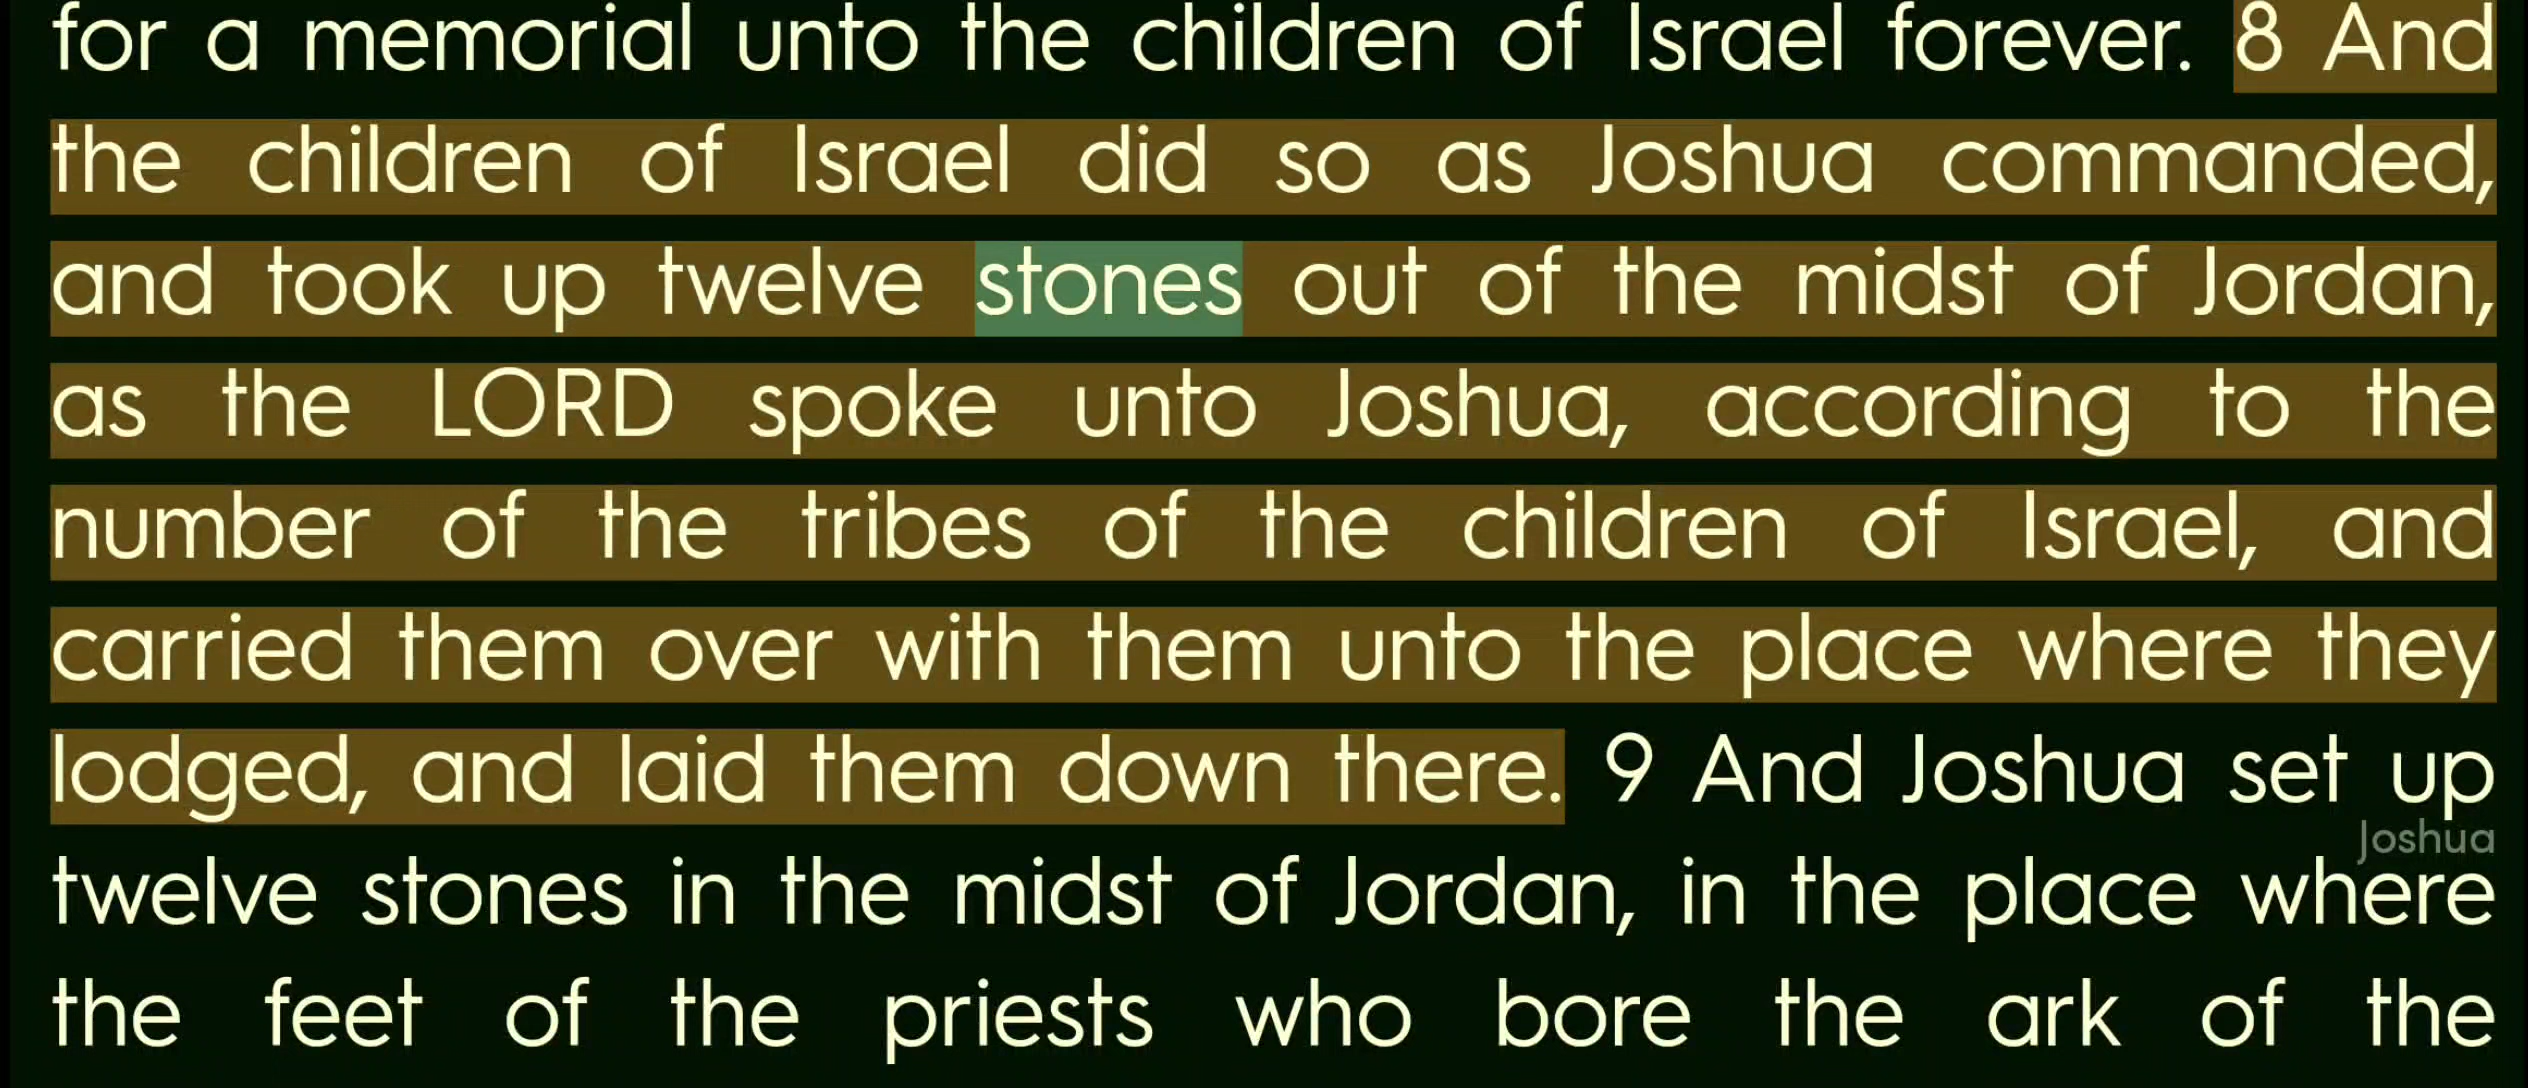 for a memorial unto the children of Israel forever. 8 And
the children of Israel did so as Joshua commanded,
and took up twelve stones out of the midst of Jordan,
as the LORD spoke unto Joshua, according to the
number of the tribes of the children of Israel, and
carried them over with them unto the place where they
lodged, and laid them down there. 9 And Joshua set up
Joshua
twelve stones in the midst of Jordan, in the place where
the feet of the priests who bore the ark of the